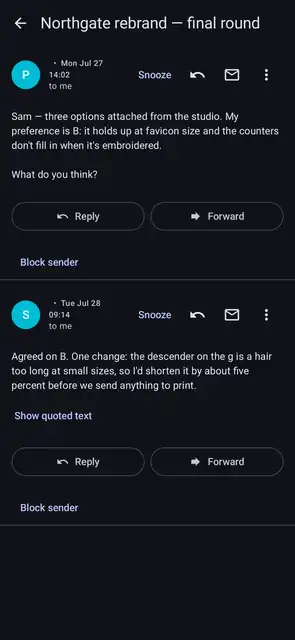 Northgate rebrand — final round
P
• Mon Jul 27
14:02
to me
Snooze
Sam — three options attached from the studio. My
preference is B: it holds up at favicon size and the counters
don't fill in when it's embroidered.
What do you think?
Reply
Forward
Block sender
S
• Tue Jul 28
09:14
to me
Snooze
Agreed on B. One change: the descender on the g is a hair
too long at small sizes, so I'd shorten it by about five
percent before we send anything to print.
Show quoted text
Reply
Forward
Block sender